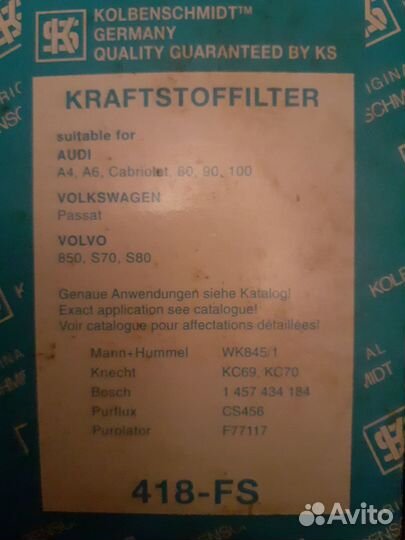 KS
KOLBENSCHMIDT™
GERMANY
QUALITY GUARANTEED BY KS
KRAFTSTOFFILTER
suitable for
AUDI
A4, A6, Cabriolet, 80, 90, 100
VOLKSWAGEN
Passat
VOLVO
850, S70, S80
Genaue Anwendungen siehe Katalog!
Exact application see catalogue!
Voir catalogue pour affectations détaillées!
Mann+Hummel WK845/1
Knecht KC69, KC70
Bosch 1 457 434 184
Purflux CS456
Purolator F77117
418-FS
Avito